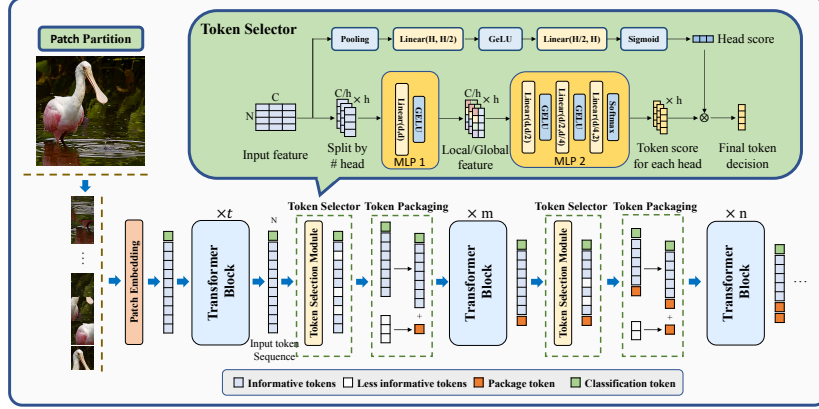 Token Selector
Patch Partition
Pooling
Linear(H, H/2)
GeLU
Linear(H/2, H)
Sigmoid
Head score
C
N
Input feature
C/h
× h
Split by
# head
Linear(d,d)
GELU
MLP 1
C/h
× h
Local/Global
feature
Linear(d,d/2)
GELU
Linear(d/2,d/4)
GELU
Linear(d/4,2)
Softmax
MLP 2
× h
Token score
for each head
Final token
decision
Patch Embedding
×t
Transformer
Block
N
Input token
Sequence
Token Selector
Token Selection Module
Token Packaging
+
× m
Transformer
Block
Token Selector
Token Selection Module
Token Packaging
+
× n
Transformer
Block
...
Informative tokens
Less informative tokens
Package token
Classification token